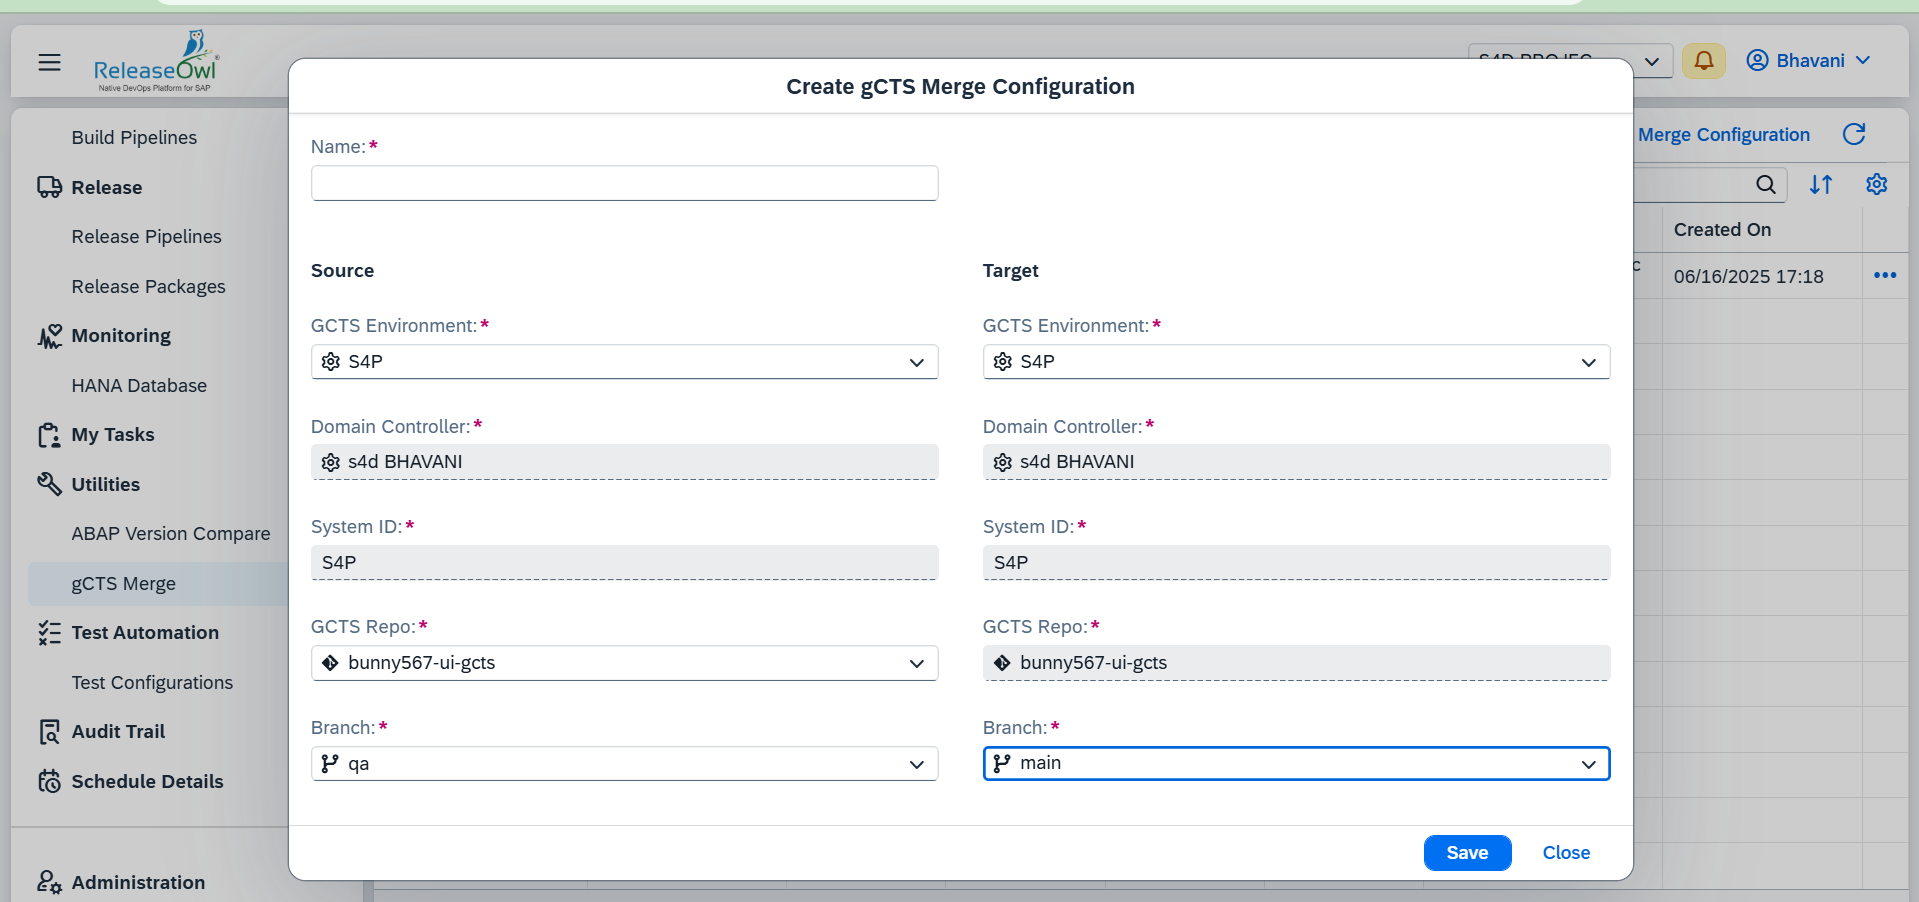 ReleaseOwl
Native DevOps Platform for SAP
Bhavani
Create gCTS Merge Configuration
Merge Configuration
Build Pipelines
Release
Release Pipelines
Release Packages
Monitoring
HANA Database
My Tasks
Utilities
ABAP Version Compare
gCTS Merge
Test Automation
Test Configurations
Audit Trail
Schedule Details
Administration
Name:*
Source
GCTS Environment:*
S4P
Domain Controller:*
s4d BHAVANI
System ID:*
S4P
GCTS Repo:*
bunny567-ui-gcts
Branch:*
qa
Target
GCTS Environment:*
S4P
Domain Controller:*
s4d BHAVANI
System ID:*
S4P
GCTS Repo:*
bunny567-ui-gcts
Branch:*
main
Save
Close
Created On
06/16/2025 17:18